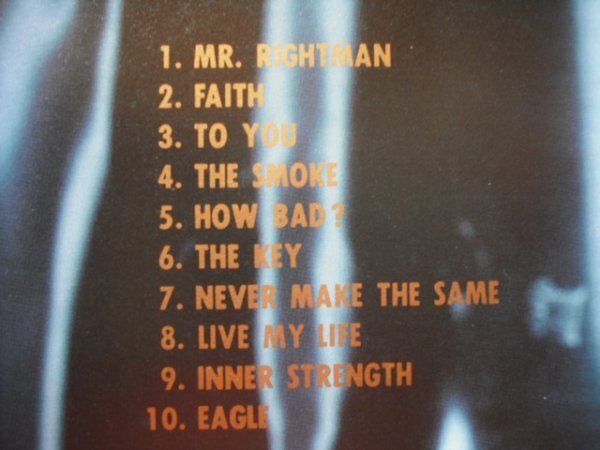 1. MR. RIGHTMAN
2. FAITH
3. TO YOU
4. THE SMOKE
5. HOW BAD?
6. THE KEY
7. NEVER MAKE THE SAME
8. LIVE MY LIFE
9. INNER STRENGTH
10. EAGLE